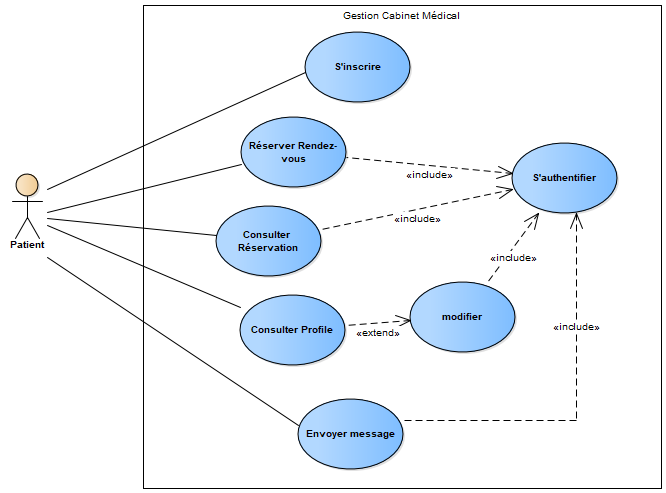 Gestion Cabinet Médical
S'inscrire
Réserver Rendez-
vous
S'authentifier
«include»
«include»
Patient
Consulter
Réservation
«include»
modifier
Consulter Profile
«extend»
«include»
Envoyer message